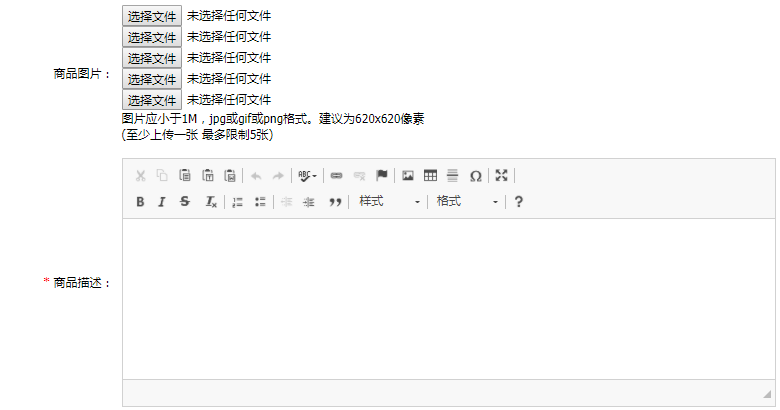 选择文件 未选择任何文件
选择文件 未选择任何文件
商品图片： 选择文件 未选择任何文件
选择文件 未选择任何文件
选择文件 未选择任何文件
图片应小于1M，jpg或gif或png格式。建议为620x620像素
(至少上传一张 最多限制5张)
ABC
B I S Tx 样式 格式 ?
* 商品描述：